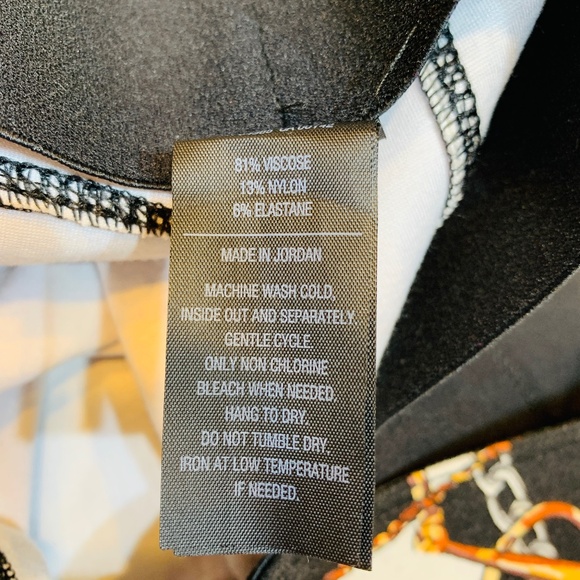 81% VISCOSE
13% NYLON
6% ELASTANE
MADE IN JORDAN
MACHINE WASH COLD,
INSIDE OUT AND SEPARATELY
GENTLE CYCLE.
ONLY NON CHLORINE
BLEACH WHEN NEEDED
HANG TO DRY.
DO NOT TUMBLE DRY.
IRON AT LOW TEMPERATURE
IF NEEDED.